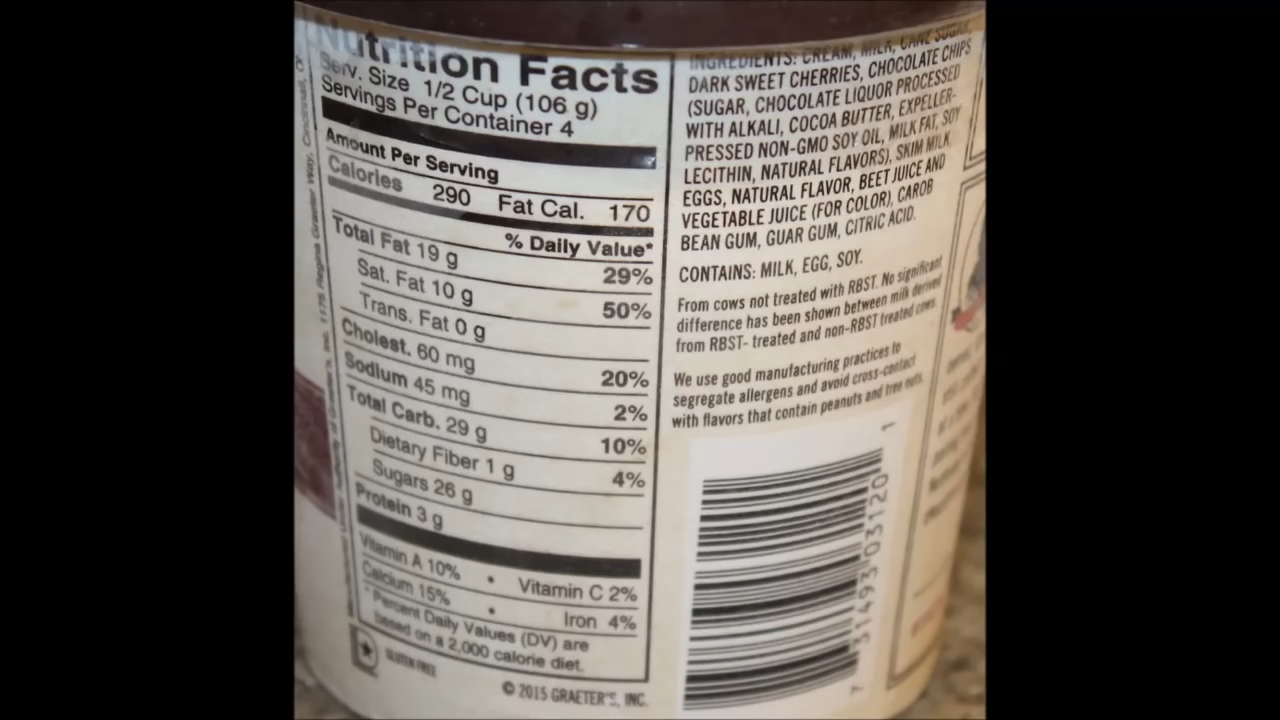 Nutrition Facts
Serv. Size 1/2 Cup (106 g)
Servings Per Container 4
Amount Per Serving
Calories 290 Fat Cal. 170
% Daily Value*
Total Fat 19 g 29%
Sat. Fat 10 g 50%
Trans. Fat 0 g
Cholest. 60 mg 20%
Sodium 45 mg 2%
Total Carb. 29 g 10%
Dietary Fiber 1 g 4%
Sugars 26 g
Protein 3 g
Vitamin A 10% • Vitamin C 2%
Calcium 15% • Iron 4%
*Percent Daily Values (DV) are
based on a 2,000 calorie diet.
GLUTEN FREE
© 2015 GRAETER'S, INC.
INGREDIENTS: CREAM, MILK, CANE SUGAR,
DARK SWEET CHERRIES, CHOCOLATE CHIPS
(SUGAR, CHOCOLATE LIQUOR PROCESSED
WITH ALKALI, COCOA BUTTER, EXPELLER-
PRESSED NON-GMO SOY OIL, MILK FAT, SOY
LECITHIN, NATURAL FLAVORS), SKIM MILK,
EGGS, NATURAL FLAVOR, BEET JUICE AND
VEGETABLE JUICE (FOR COLOR), CAROB
BEAN GUM, GUAR GUM, CITRIC ACID.
CONTAINS: MILK, EGG, SOY.
From cows not treated with RBST. No significant
difference has been shown between milk derived
from RBST- treated and non-RBST treated cows.
We use good manufacturing practices to
segregate allergens and avoid cross-contact
with flavors that contain peanuts and tree nuts.
7 31493 03120 1
Graeter's, Inc. 1175 Regina Graeter Way, Cincinnati,